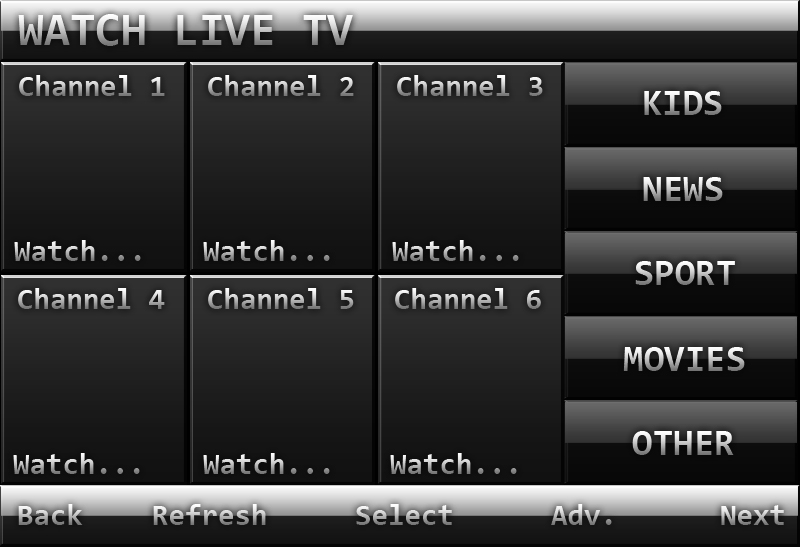 WATCH LIVE TV
Channel 1
Channel 2
Channel 3
Watch...
Watch...
Watch...
Channel 4
Channel 5
Channel 6
Watch...
Watch...
Watch...
KIDS
NEWS
SPORT
MOVIES
OTHER
Back Refresh Select Adv. Next